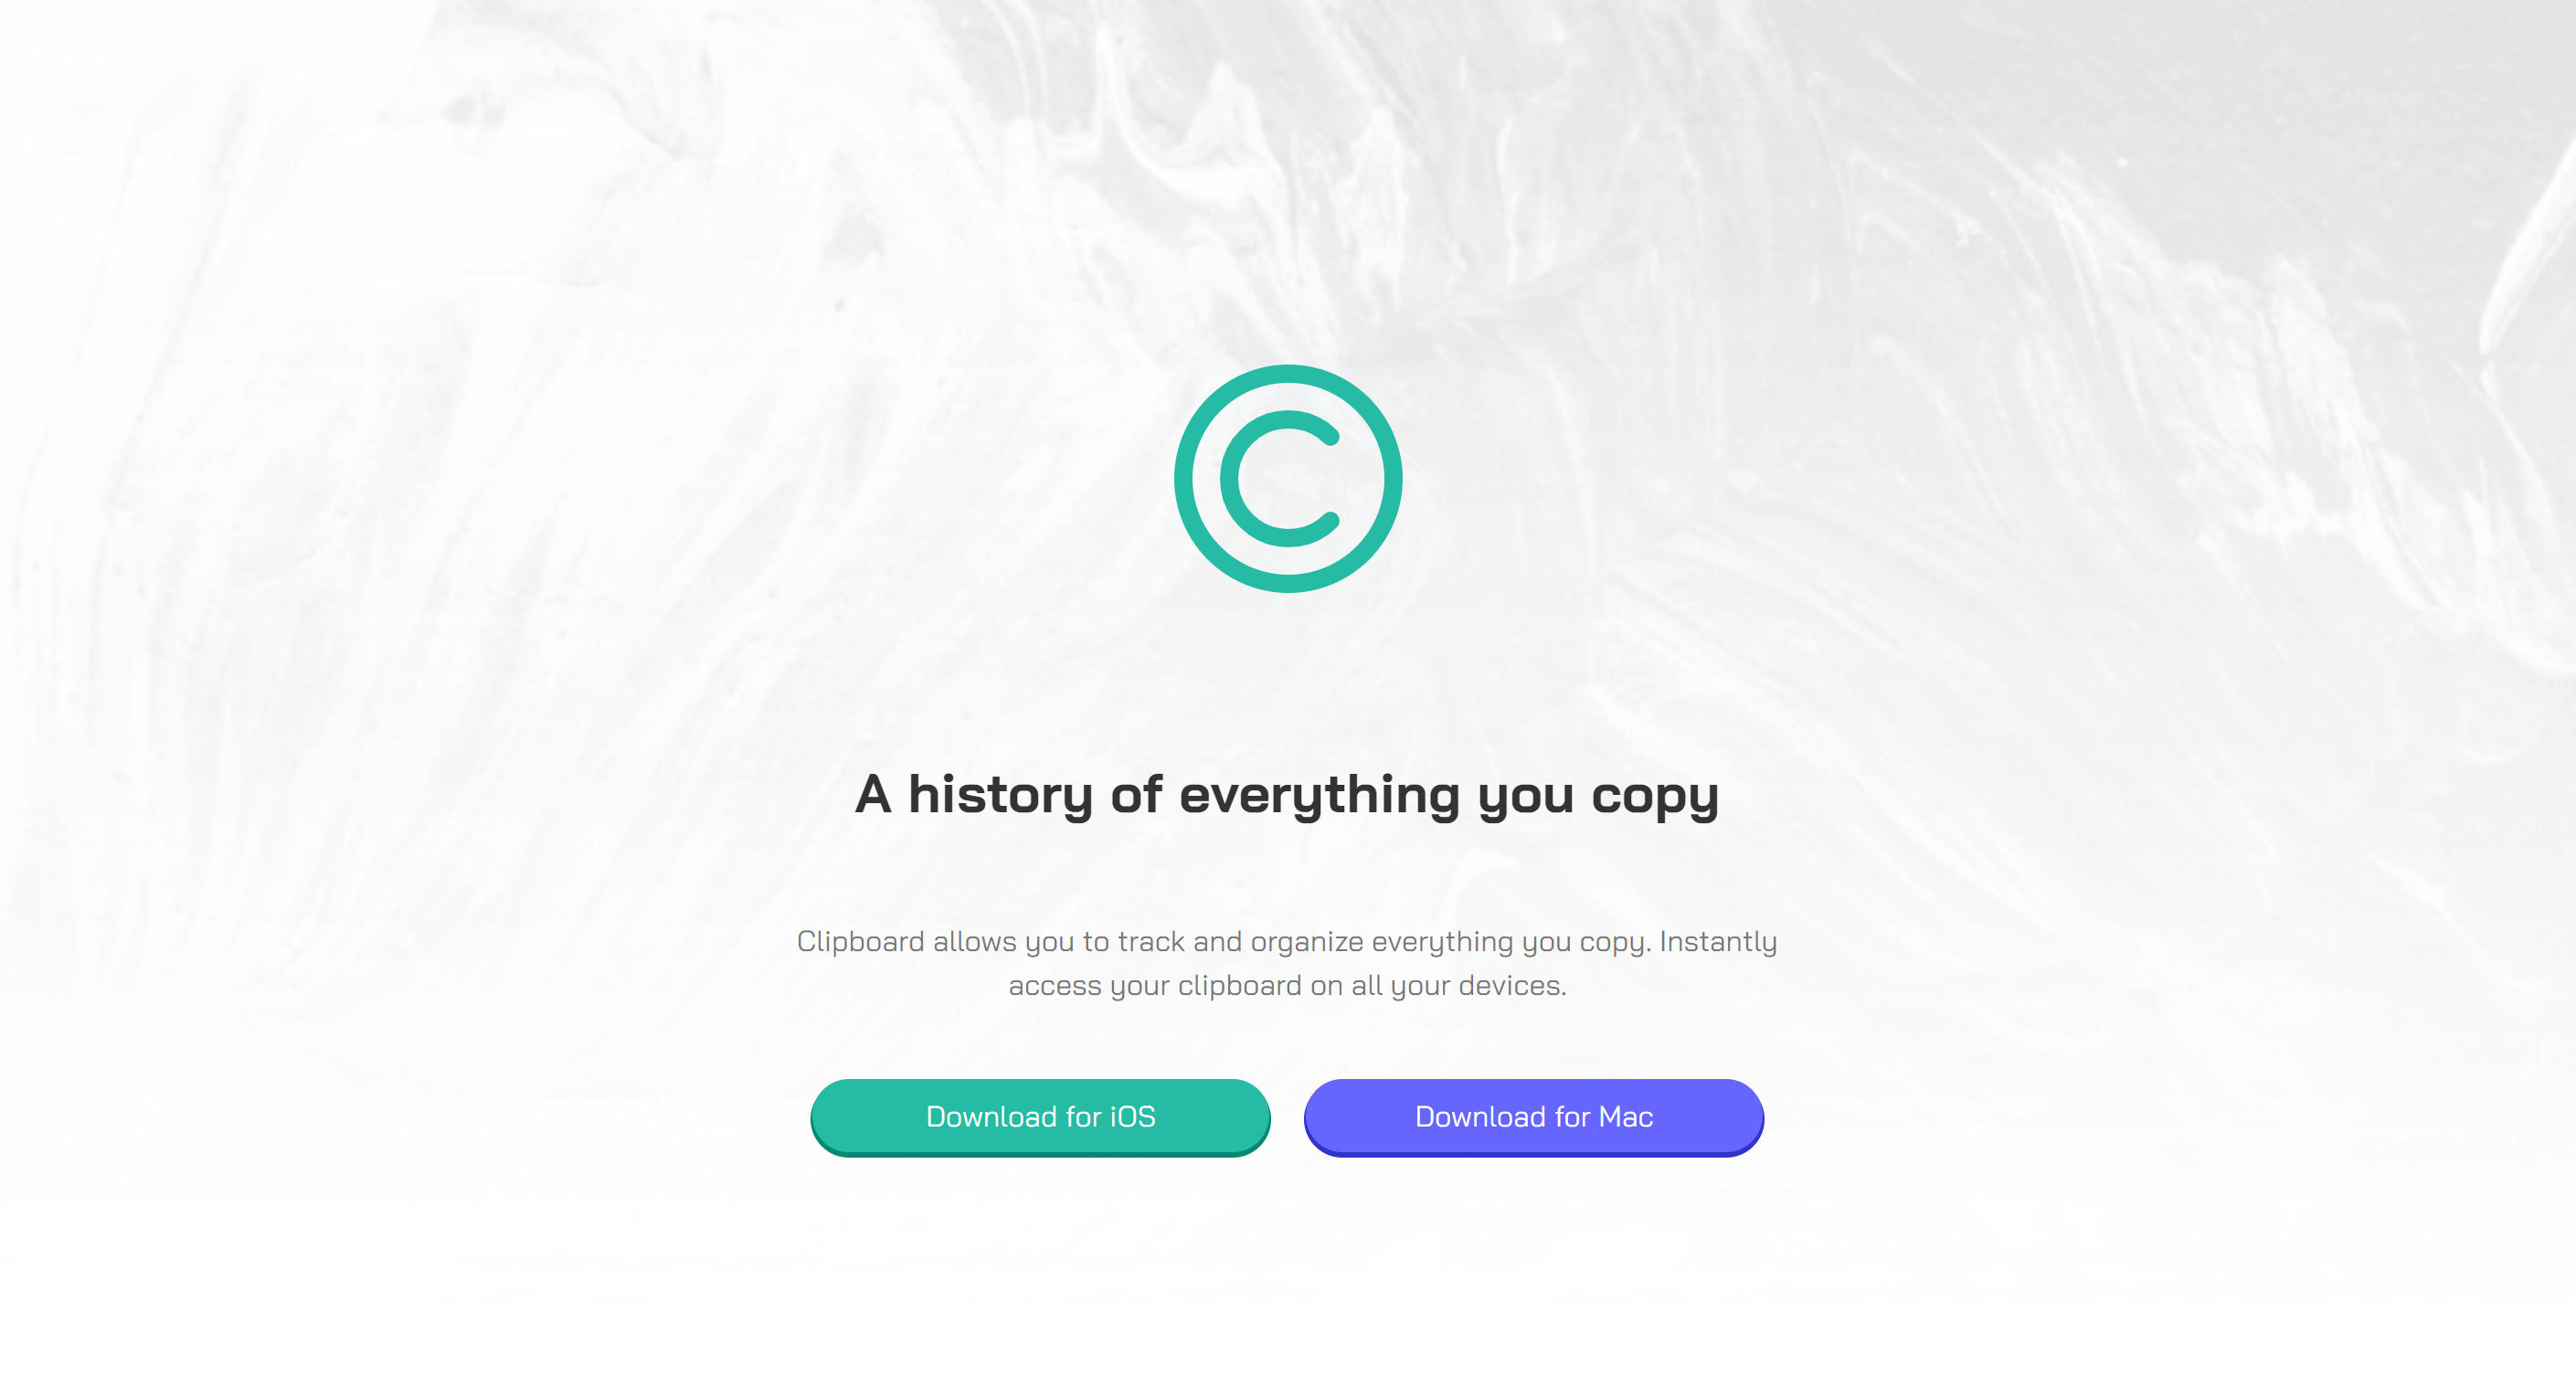 C
A history of everything you copy
Clipboard allows you to track and organize everything you copy. Instantly
access your clipboard on all your devices.
Download for iOS
Download for Mac